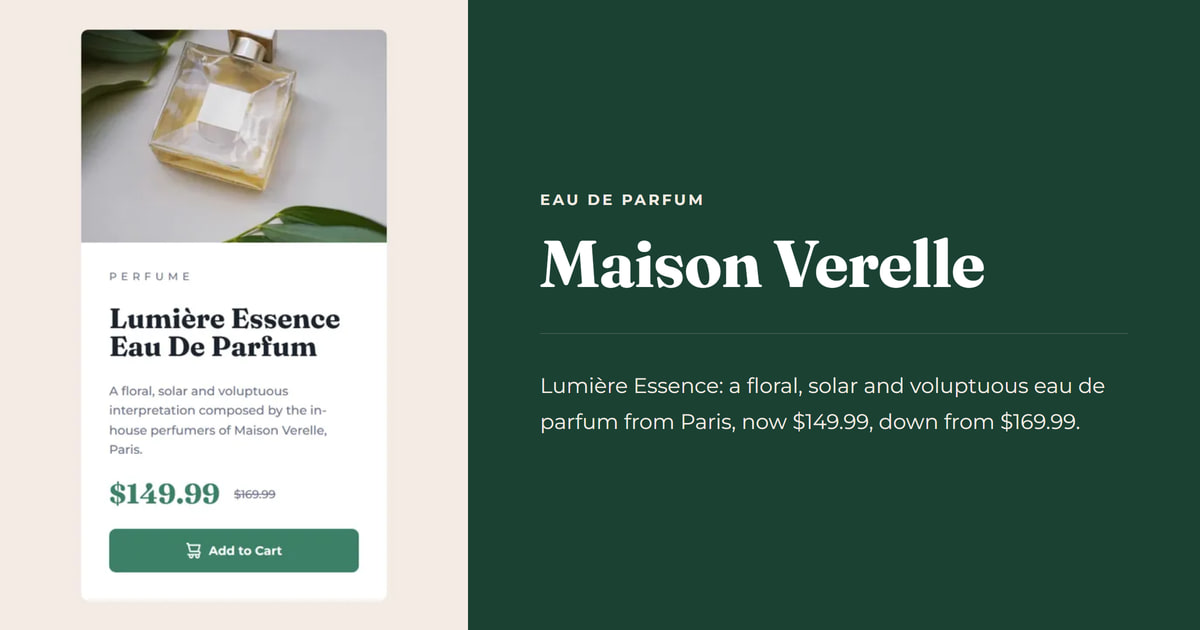 PERFUME
Lumière Essence
Eau De Parfum
A floral, solar and voluptuous
interpretation composed by the in-
house perfumers of Maison Verelle,
Paris.
$149.99 $169.99
Add to Cart
EAU DE PARFUM
Maison Verelle
Lumière Essence: a floral, solar and voluptuous eau de
parfum from Paris, now $149.99, down from $169.99.